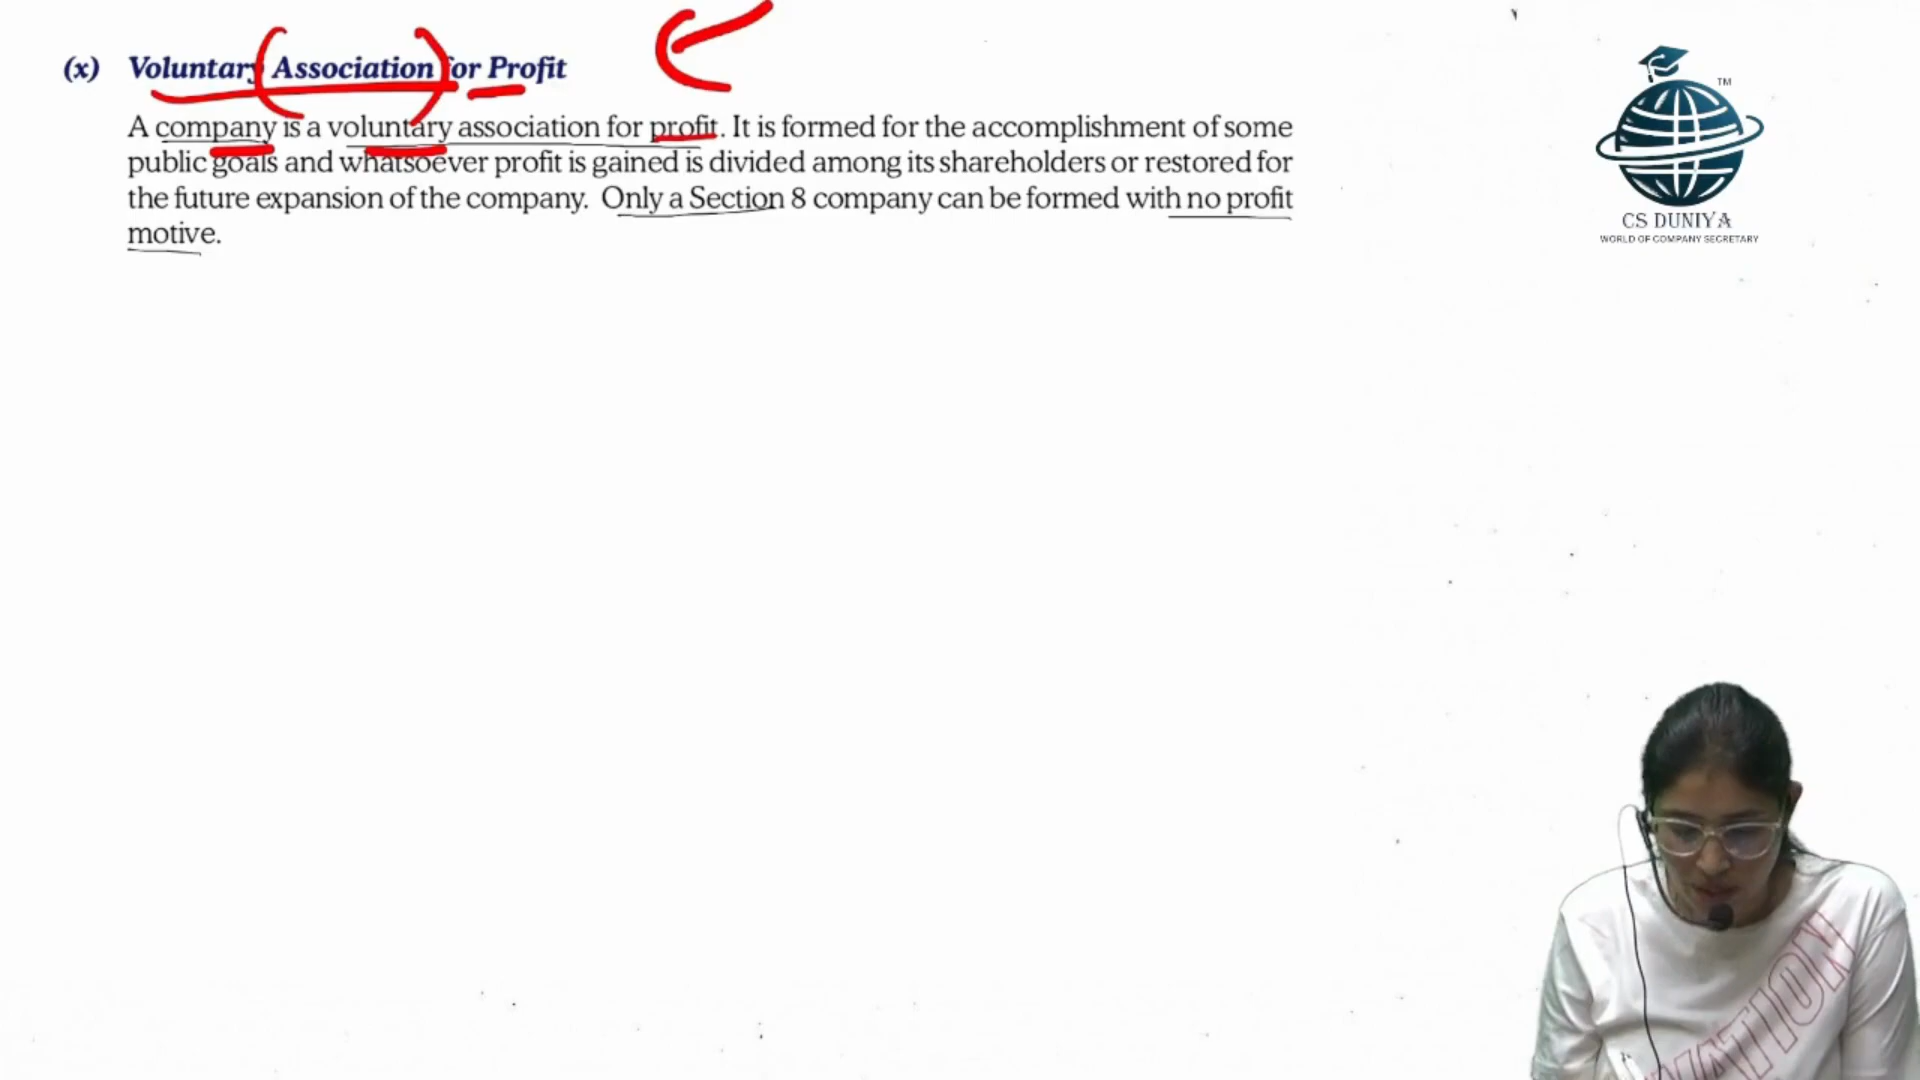 (x) Voluntary Association for Profit
A company is a voluntary association for profit. It is formed for the accomplishment of some
public goals and whatsoever profit is gained is divided among its shareholders or restored for
the future expansion of the company. Only a Section 8 company can be formed with no profit
motive.
TM
CS DUNIYA
WORLD OF COMPANY SECRETARY